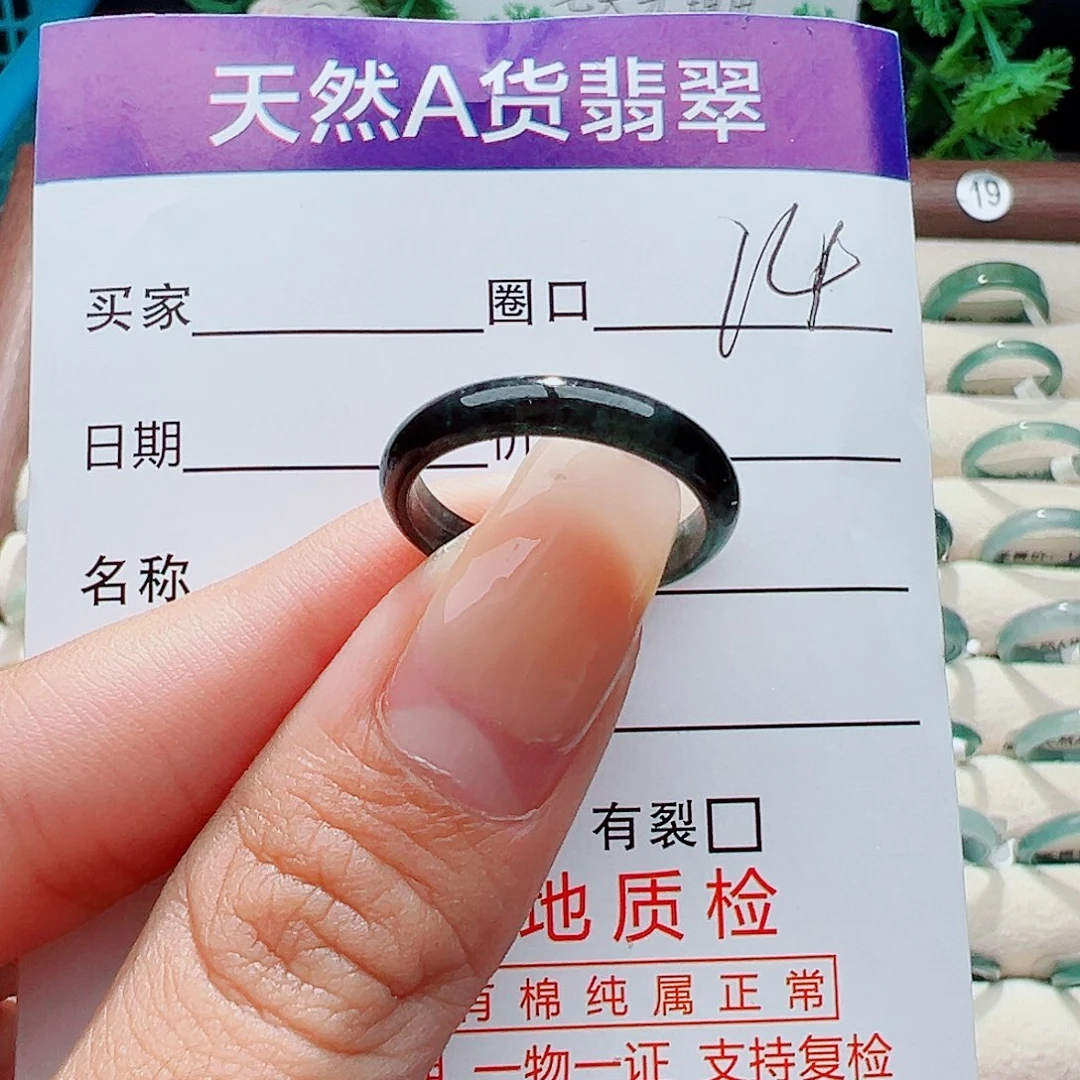 天然A货翡翠
19
买家 圈口 14
日期
名称
有裂□
地质检
棉纯属正常
一物一证 支持复检